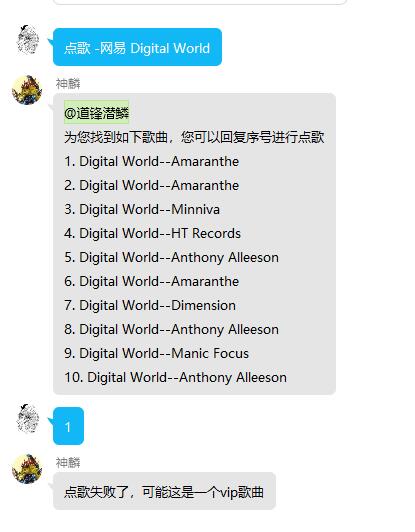 点歌 -网易 Digital World
神麟
@道锋潜鳞
为您找到如下歌曲，您可以回复序号进行点歌
1. Digital World--Amaranthe
2. Digital World--Amaranthe
3. Digital World--Minniva
4. Digital World--HT Records
5. Digital World--Anthony Alleeson
6. Digital World--Amaranthe
7. Digital World--Dimension
8. Digital World--Anthony Alleeson
9. Digital World--Manic Focus
10. Digital World--Anthony Alleeson
1
神麟
点歌失败了，可能这是一个vip歌曲